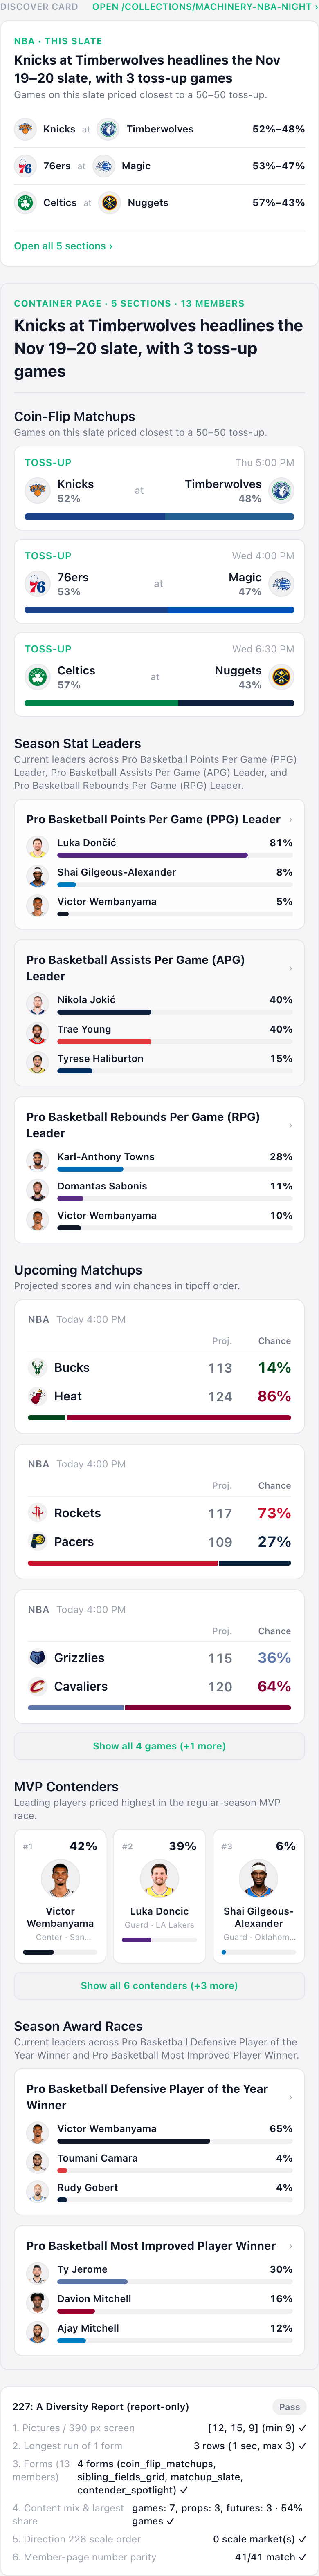 DISCOVER CARD
OPEN /COLLECTIONS/MACHINERY-NBA-NIGHT ›
NBA · THIS SLATE
Knicks at Timberwolves headlines the Nov
19–20 slate, with 3 toss-up games
Games on this slate priced closest to a 50–50 toss-up.
Knicks at Timberwolves 52%–48%
76ers at Magic 53%–47%
Celtics at Nuggets 57%–43%
Open all 5 sections ›
CONTAINER PAGE · 5 SECTIONS · 13 MEMBERS
Knicks at Timberwolves headlines the
Nov 19–20 slate, with 3 toss-up
games
Coin-Flip Matchups
Games on this slate priced closest to a 50–50 toss-up.
TOSS-UP Thu 5:00 PM
Knicks at Timberwolves
52% 48%
TOSS-UP Wed 4:00 PM
76ers at Magic
53% 47%
TOSS-UP Wed 6:30 PM
Celtics at Nuggets
57% 43%
Season Stat Leaders
Current leaders across Pro Basketball Points Per Game (PPG)
Leader, Pro Basketball Assists Per Game (APG) Leader, and
Pro Basketball Rebounds Per Game (RPG) Leader.
Pro Basketball Points Per Game (PPG) Leader ›
Luka Dončić 81%
Shai Gilgeous-Alexander 8%
Victor Wembanyama 5%
Pro Basketball Assists Per Game (APG)
Leader ›
Nikola Jokić 40%
Trae Young 40%
Tyrese Haliburton 15%
Pro Basketball Rebounds Per Game (RPG)
Leader ›
Karl-Anthony Towns 28%
Domantas Sabonis 11%
Victor Wembanyama 10%
Upcoming Matchups
Projected scores and win chances in tipoff order.
NBA Today 4:00 PM
Proj. Chance
Bucks 113 14%
Heat 124 86%
NBA Today 4:00 PM
Proj. Chance
Rockets 117 73%
Pacers 109 27%
NBA Today 4:00 PM
Proj. Chance
Grizzlies 115 36%
Cavaliers 120 64%
Show all 4 games (+1 more)
MVP Contenders
Leading players priced highest in the regular-season MVP
race.
#1 42%
Victor
Wembanyama
Center · San...
#2 39%
Luka Doncic
Guard · LA Lakers
#3 6%
Shai Gilgeous-
Alexander
Guard · Oklahom...
Show all 6 contenders (+3 more)
Season Award Races
Current leaders across Pro Basketball Defensive Player of the
Year Winner and Pro Basketball Most Improved Player Winner.
Pro Basketball Defensive Player of the Year
Winner ›
Victor Wembanyama 65%
Toumani Camara 4%
Rudy Gobert 4%
Pro Basketball Most Improved Player Winner ›
Ty Jerome 30%
Davion Mitchell 16%
Ajay Mitchell 12%
227: A Diversity Report (report-only) Pass
1. Pictures / 390 px screen [12, 15, 9] (min 9) ✓
2. Longest run of 1 form 3 rows (1 sec, max 3) ✓
3. Forms (13 members) 4 forms (coin_flip_matchups,
sibling_fields_grid, matchup_slate,
contender_spotlight) ✓
4. Content mix & largest share games: 7, props: 3, futures: 3 · 54%
games ✓
5. Direction 228 scale order 0 scale market(s) ✓
6. Member-page number parity 41/41 match ✓